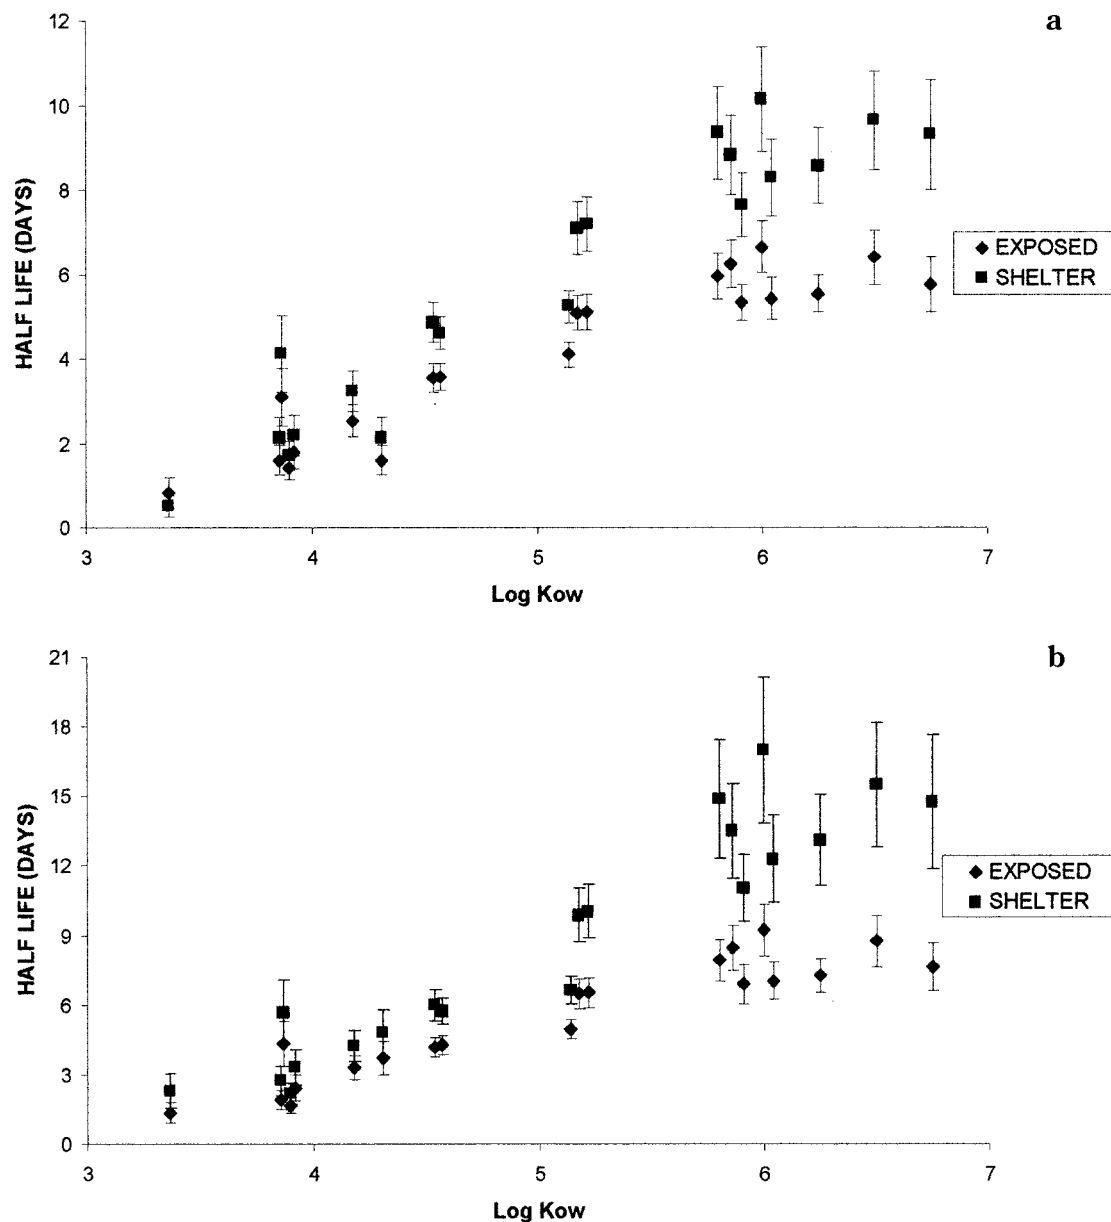 a
12
10
8
6
4
2
0
HALF LIFE (DAYS)
EXPOSED
SHELTER
3 4 5 6 7
Log Kow
b
21
18
15
12
9
6
3
0
HALF LIFE (DAYS)
EXPOSED
SHELTER
3 4 5 6 7
Log Kow